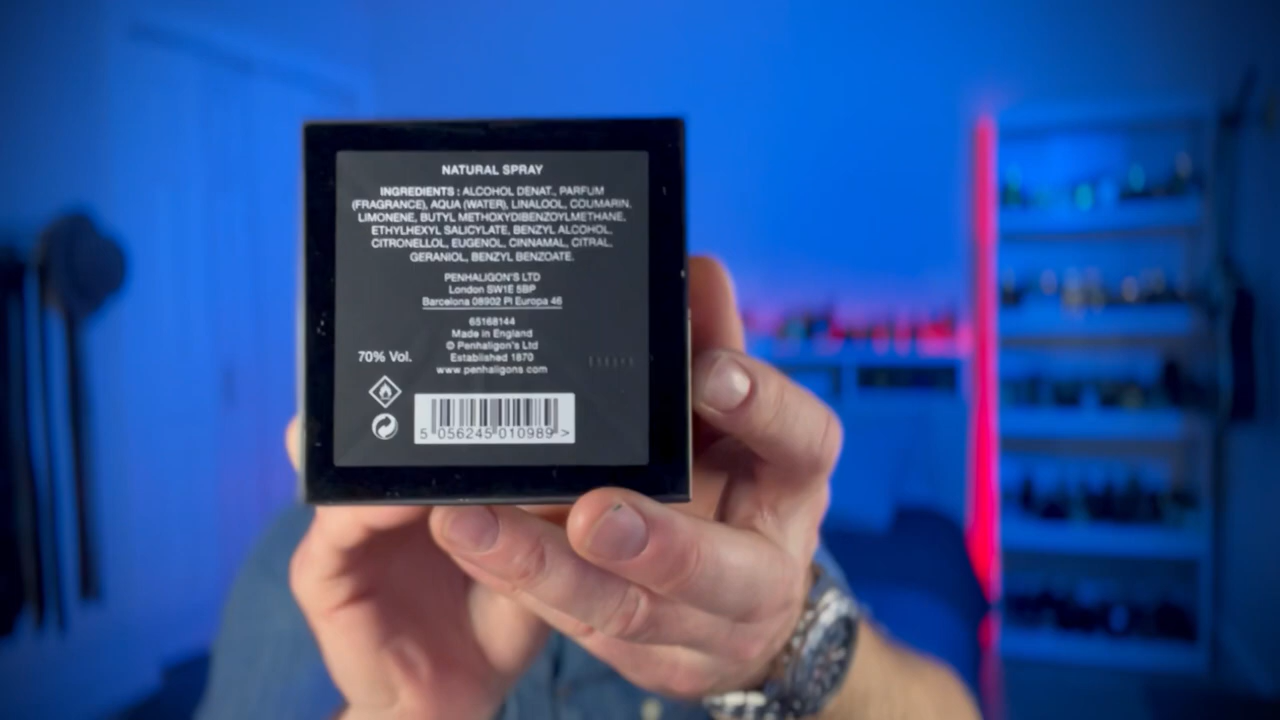 NATURAL SPRAY
INGREDIENTS : ALCOHOL DENAT., PARFUM
(FRAGRANCE), AQUA (WATER), LINALOOL, COUMARIN,
LIMONENE, BUTYL METHOXYDIBENZOYLMETHANE,
ETHYLHEXYL SALICYLATE, BENZYL ALCOHOL,
CITRONELLOL, EUGENOL, CINNAMAL, CITRAL,
GERANIOL, BENZYL BENZOATE.
PENHALIGON'S LTD
London SW1E 5BP
Barcelona 08902 Pl Europa 46
65168144
Made in England
© Penhaligon's Ltd
Established 1870
www.penhaligons.com
70% Vol.
5 056245 010989 >